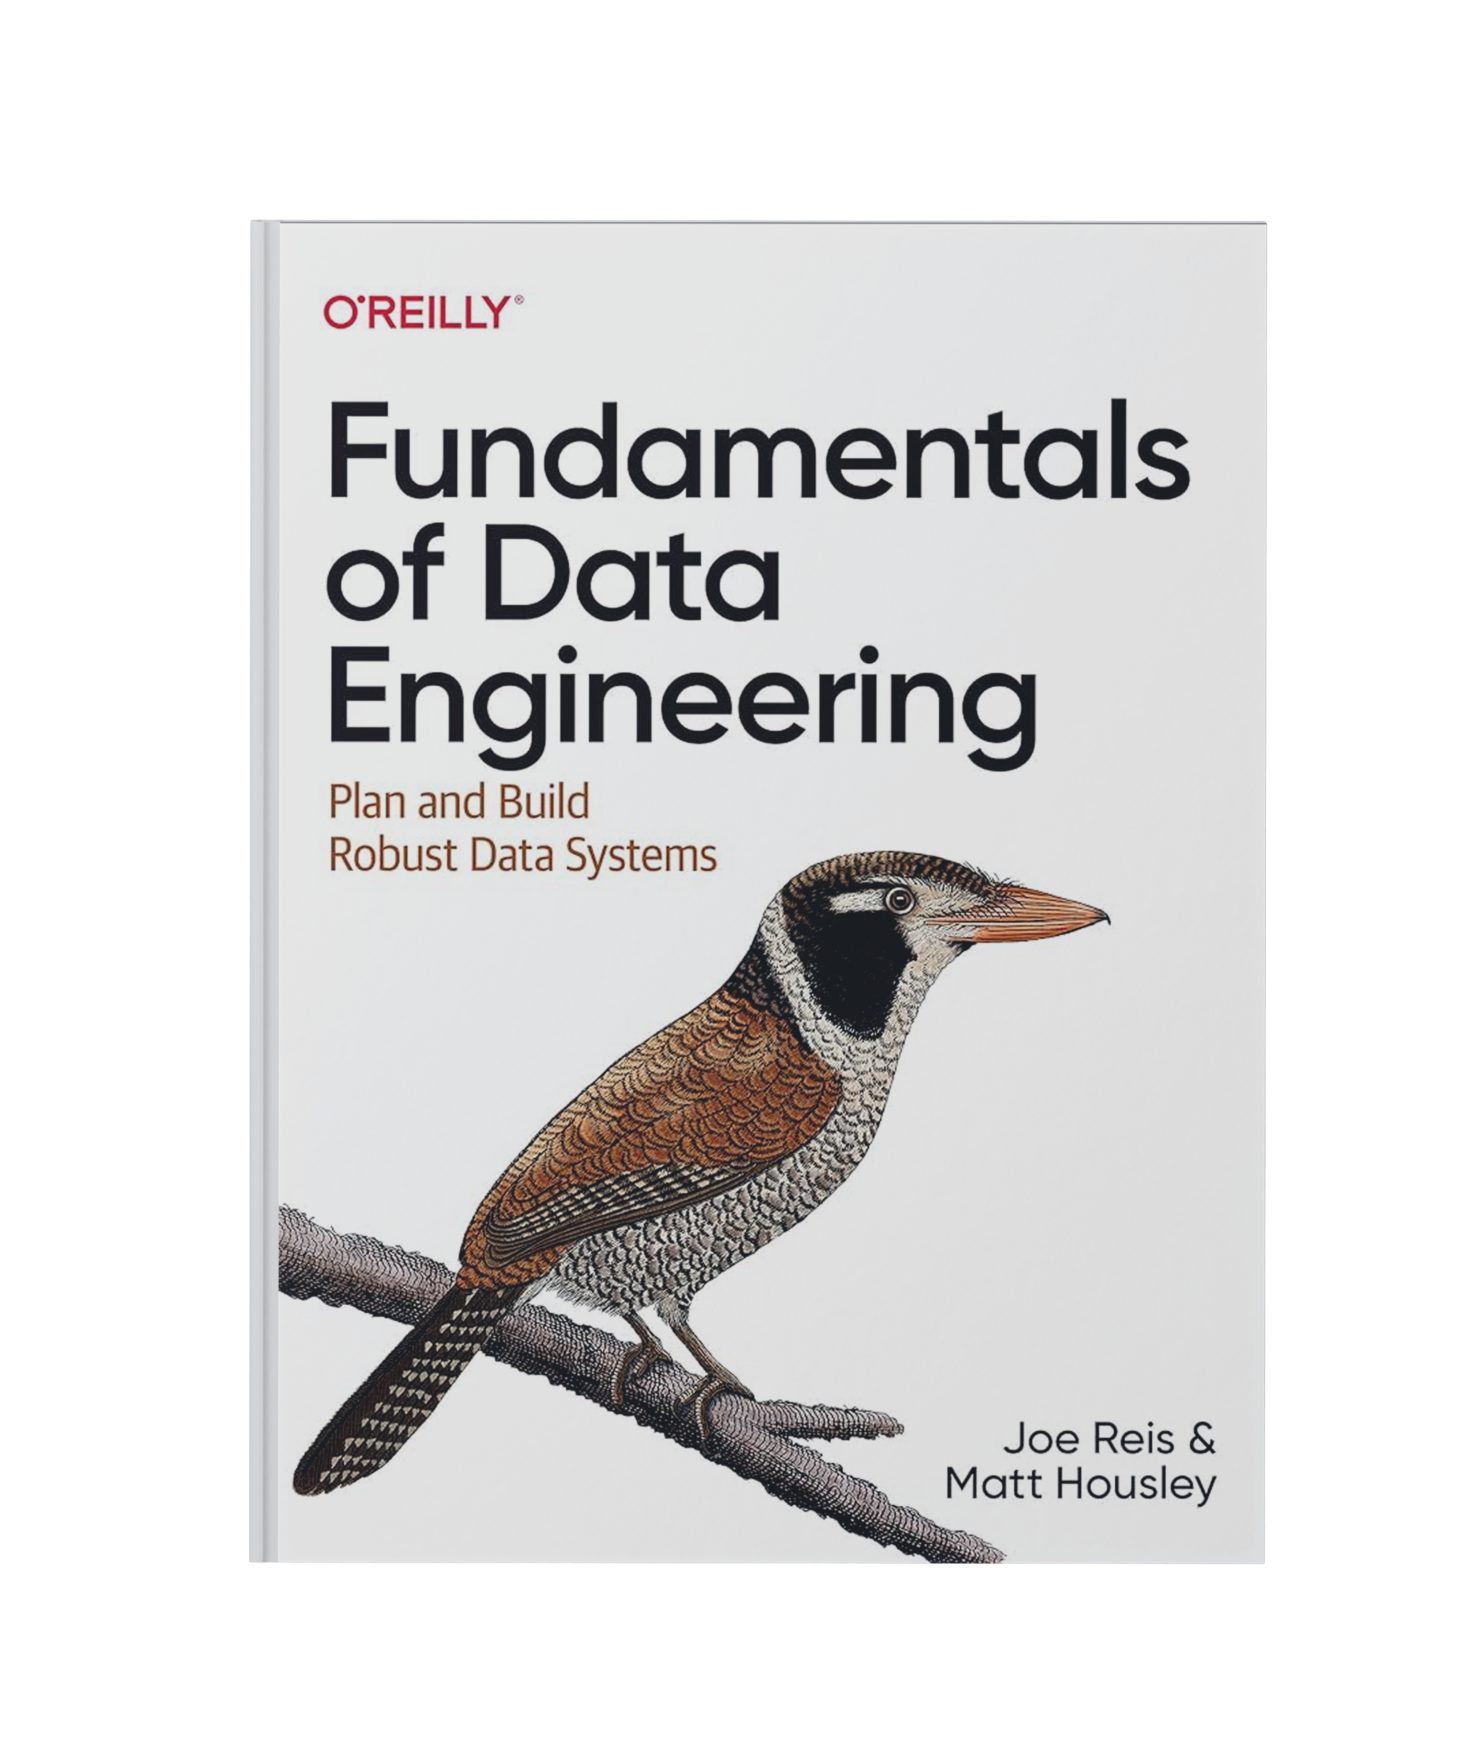 O'REILLY®
Fundamentals
of Data
Engineering
Plan and Build
Robust Data Systems
Joe Reis &
Matt Housley